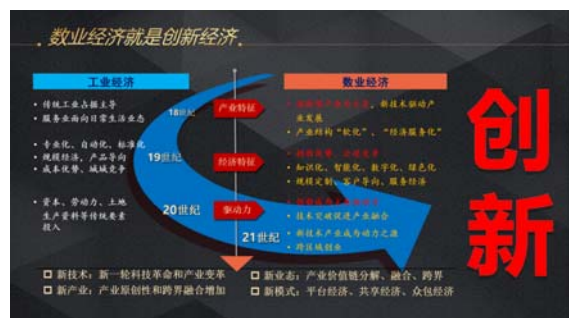 数业经济就是创新经济
工业经济
数业经济
• 传统工业占据主导
• 服务业面向日常生活业态
• 专业化、自动化、标准化
• 规模经济，产品导向
• 成本优势、城域竞争
• 资本、劳动力、土地
生产资料等传统要素
投入
18世纪
19世纪
20世纪
21世纪
产业特征
经济特征
驱动力
，新技术驱动产
业发展
• 产业结构“软化”、“经济服务化”
• 知识化、智能化、数字化、绿色化
• 规模定制、客户导向、服务经济
• 技术突破促进产业融合
• 新技术产业成为动力之源
• 跨区域创业
创新
□ 新技术：新一轮科技革命和产业变革
□ 新产业：产业原创性和跨界融合增加
□ 新业态：产业价值链分解、融合、跨界
□ 新模式：平台经济、共享经济、众包经济